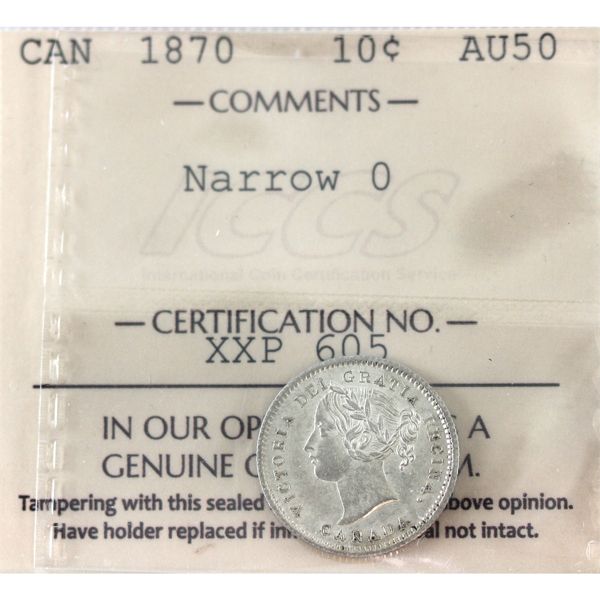 CAN 1870 10¢ AU50
— COMMENTS —
Narrow 0
ICCS
International Coin Certification Service
— CERTIFICATION NO. —
XXP 605
IN OUR OP A
GENUINE C M.
Tampering with this sealed bove opinion.
Have holder replaced if inn al not intact.
VICTORIA DEI GRATIA REGINA.
CANADA